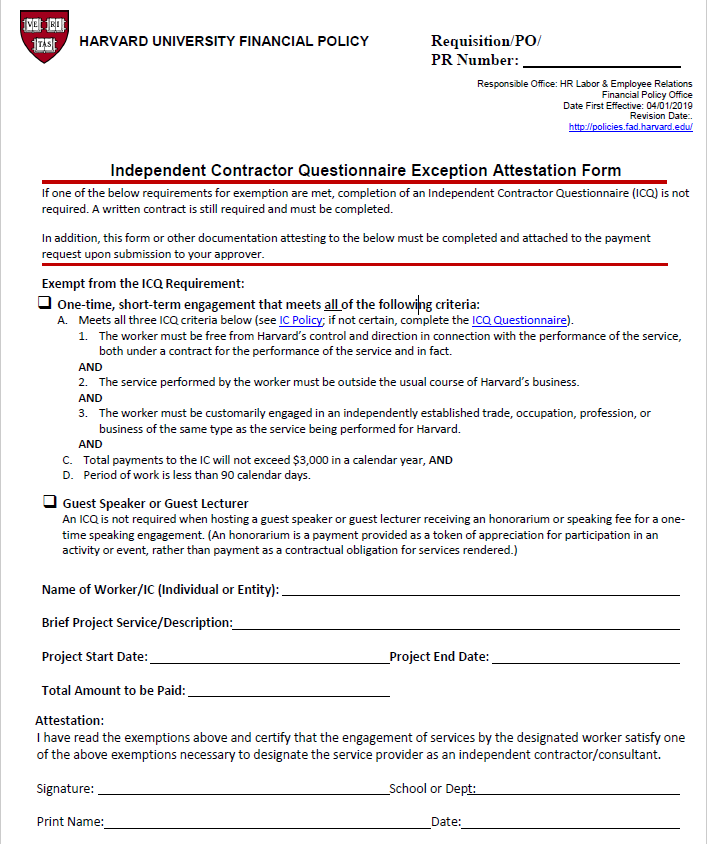 VE RI
TAS
HARVARD UNIVERSITY FINANCIAL POLICY
Requisition/PO/
PR Number:
Responsible Office: HR Labor & Employee Relations
Financial Policy Office
Date First Effective: 04/01/2019
Revision Date:.
http://policies.fad.harvard.edu/
Independent Contractor Questionnaire Exception Attestation Form
If one of the below requirements for exemption are met, completion of an Independent Contractor Questionnaire (ICQ) is not
required. A written contract is still required and must be completed.
In addition, this form or other documentation attesting to the below must be completed and attached to the payment
request upon submission to your approver.
Exempt from the ICQ Requirement:
One-time, short-term engagement that meets all of the following criteria:
A. Meets all three ICQ criteria below (see IC Policy; if not certain, complete the ICQ Questionnaire).
1. The worker must be free from Harvard's control and direction in connection with the performance of the service,
both under a contract for the performance of the service and in fact.
AND
2. The service performed by the worker must be outside the usual course of Harvard's business.
AND
3. The worker must be customarily engaged in an independently established trade, occupation, profession, or
business of the same type as the service being performed for Harvard.
AND
C. Total payments to the IC will not exceed $3,000 in a calendar year, AND
D. Period of work is less than 90 calendar days.
Guest Speaker or Guest Lecturer
An ICQ is not required when hosting a guest speaker or guest lecturer receiving an honorarium or speaking fee for a one-
time speaking engagement. (An honorarium is a payment provided as a token of appreciation for participation in an
activity or event, rather than payment as a contractual obligation for services rendered.)
Name of Worker/IC (Individual or Entity):
Brief Project Service/Description:
Project Start Date: Project End Date:
Total Amount to be Paid:
Attestation:
I have read the exemptions above and certify that the engagement of services by the designated worker satisfy one
of the above exemptions necessary to designate the service provider as an independent contractor/consultant.
Signature: School or Dept:
Print Name: Date: